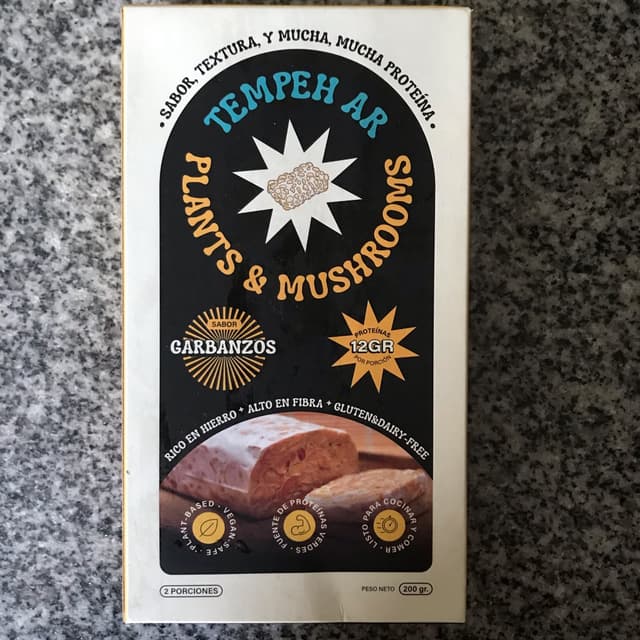 • SABOR, TEXTURA, Y MUCHA, MUCHA PROTEÍNA •
TEMPEH AR
PLANTS & MUSHROOMS
SABOR
GARBANZOS
PROTEÍNAS
12GR
POR PORCIÓN
RICO EN HIERRO + ALTO EN FIBRA + GLUTEN&DAIRY-FREE
PLANT-BASED · VEGAN-SAFE ·
FUENTE DE PROTEÍNAS VERDES ·
LISTO PARA COCINAR Y COMER ·
2 PORCIONES
PESO NETO 200 gr.